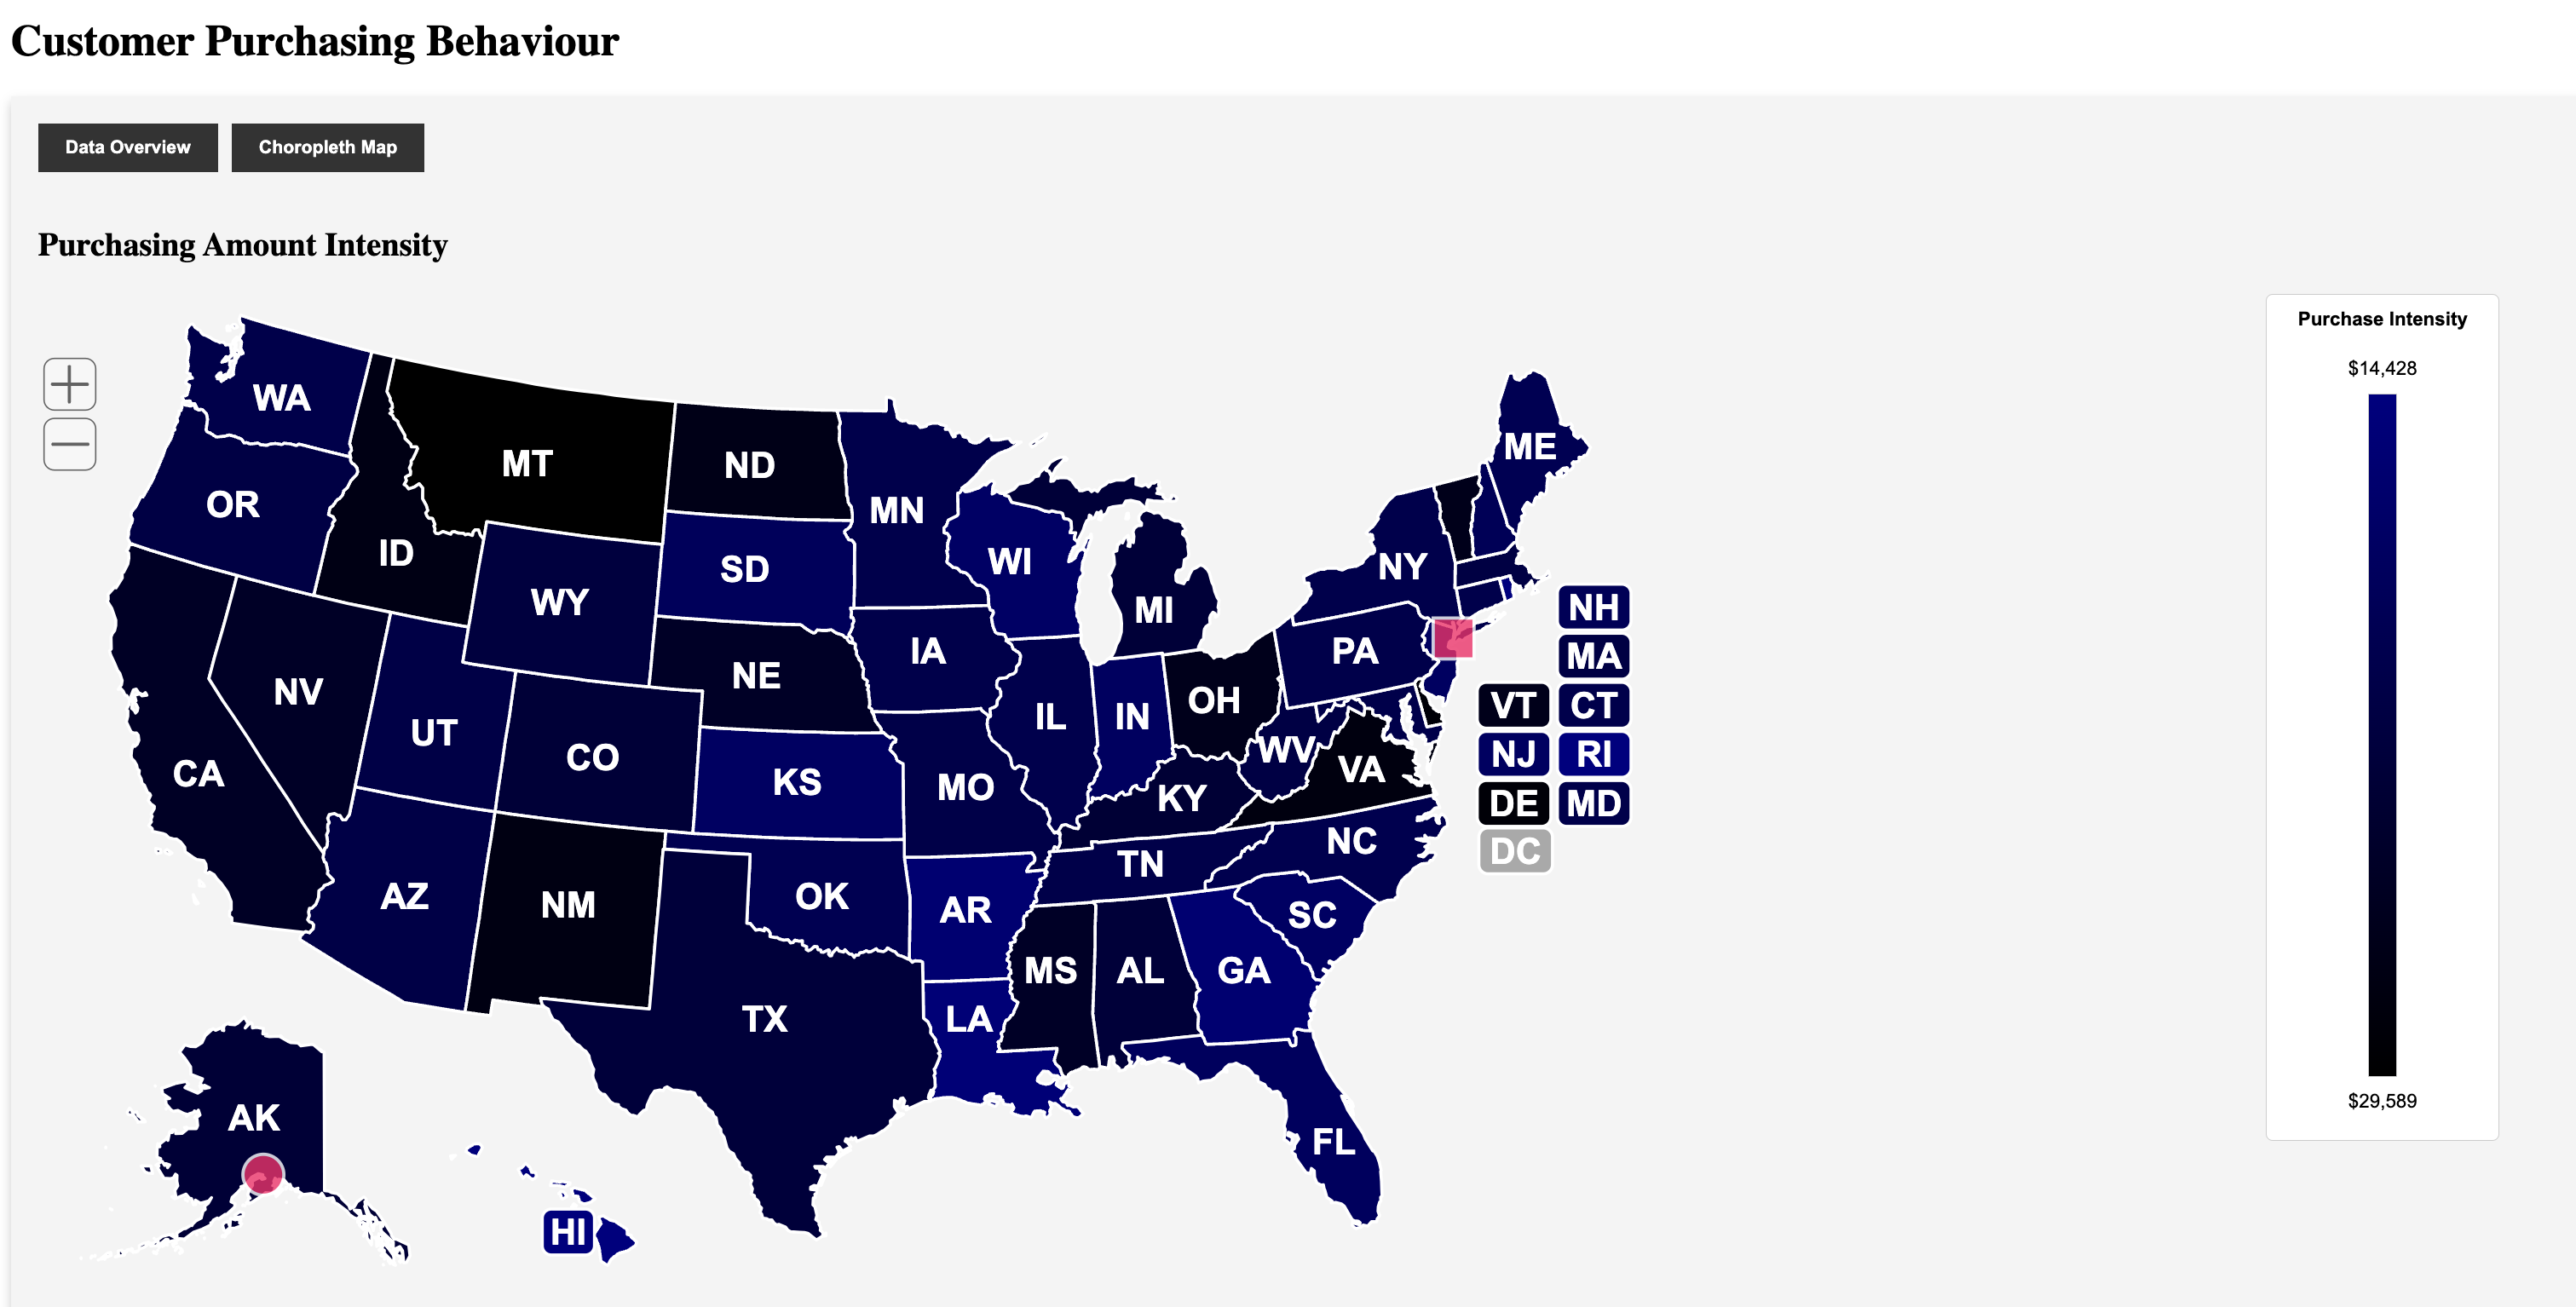 Customer Purchasing Behaviour
Data Overview
Choropleth Map
Purchasing Amount Intensity
Purchase Intensity
$14,428
$29,589
WA
MT
ND
ME
OR
MN
ID
WI
NY
SD
WY
MI
NH
IA
PA
MA
NE
NV
OH
VT
CT
UT
IL
IN
CO
WV
NJ
RI
CA
KS
MO
KY
VA
DE
MD
NC
TN
DC
AZ
NM
OK
AR
SC
MS
AL
GA
TX
LA
AK
FL
HI